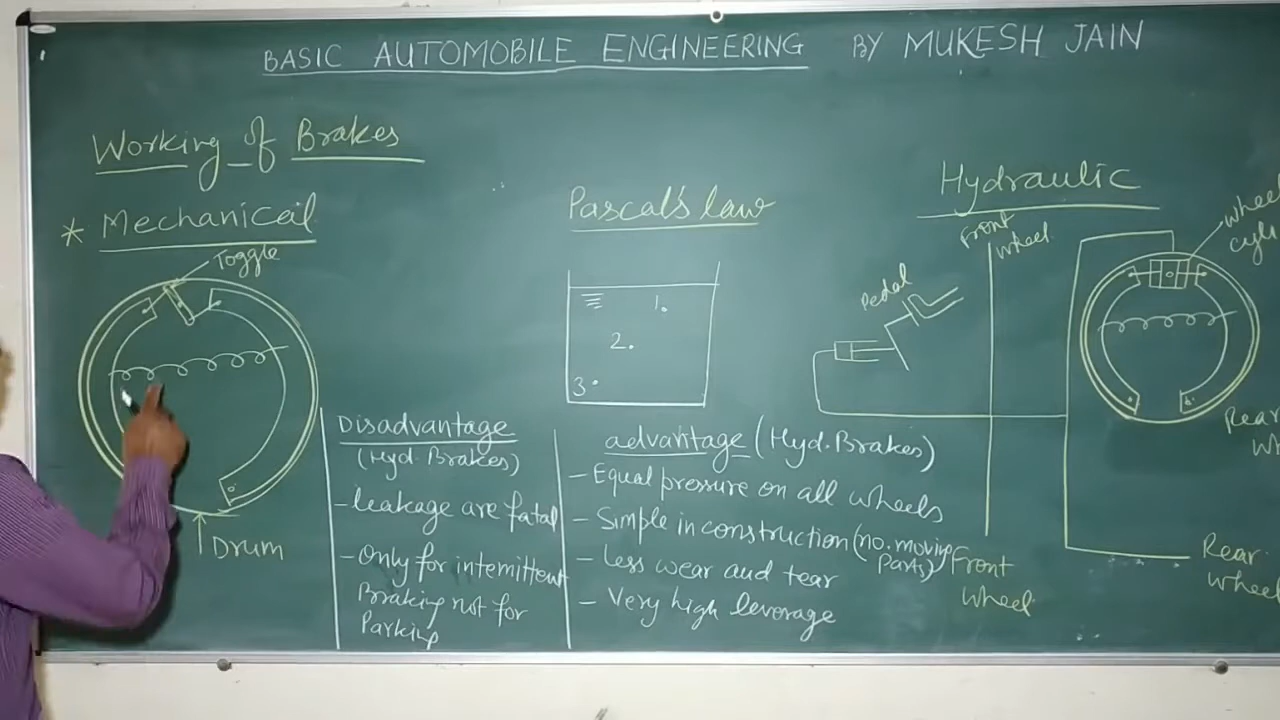 BASIC AUTOMOBILE ENGINEERING BY MUKESH JAIN
Working of Brakes
* Mechanical
Toggle
Drum
Pascal's law
1.
2.
3.
Hydraulic
Front
wheel
wheel
Pedal
Rear
Rear
wheel
Front
wheel
Disadvantage
(Hyd. Brakes)
- leakage are fatal
- Only for intemittent
Braking not for
Parking
advantage (Hyd. Brakes)
- Equal pressure on all wheels
- Simple in construction (no. moving
parts)
- Less wear and tear
- Very high leverage